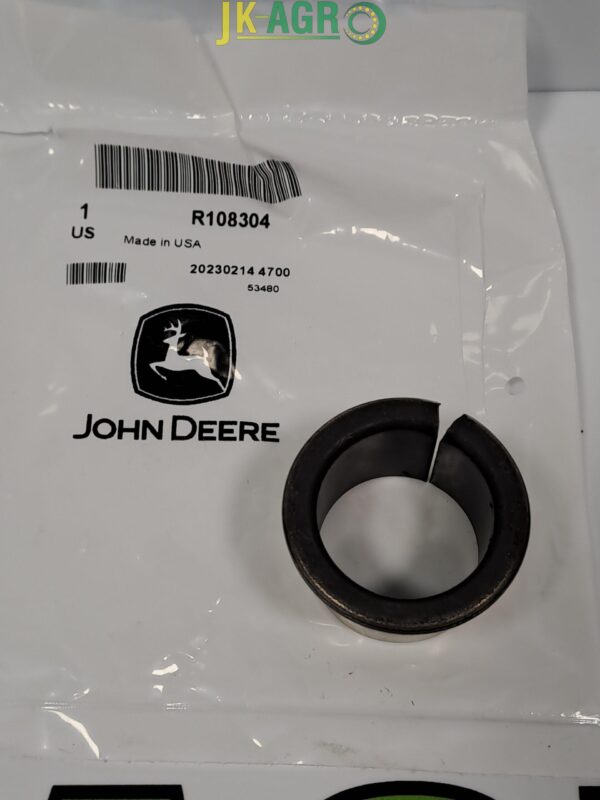 JK-AGRO
1
R108304
US
Made in USA
20230214 4700
53480
JOHN DEERE